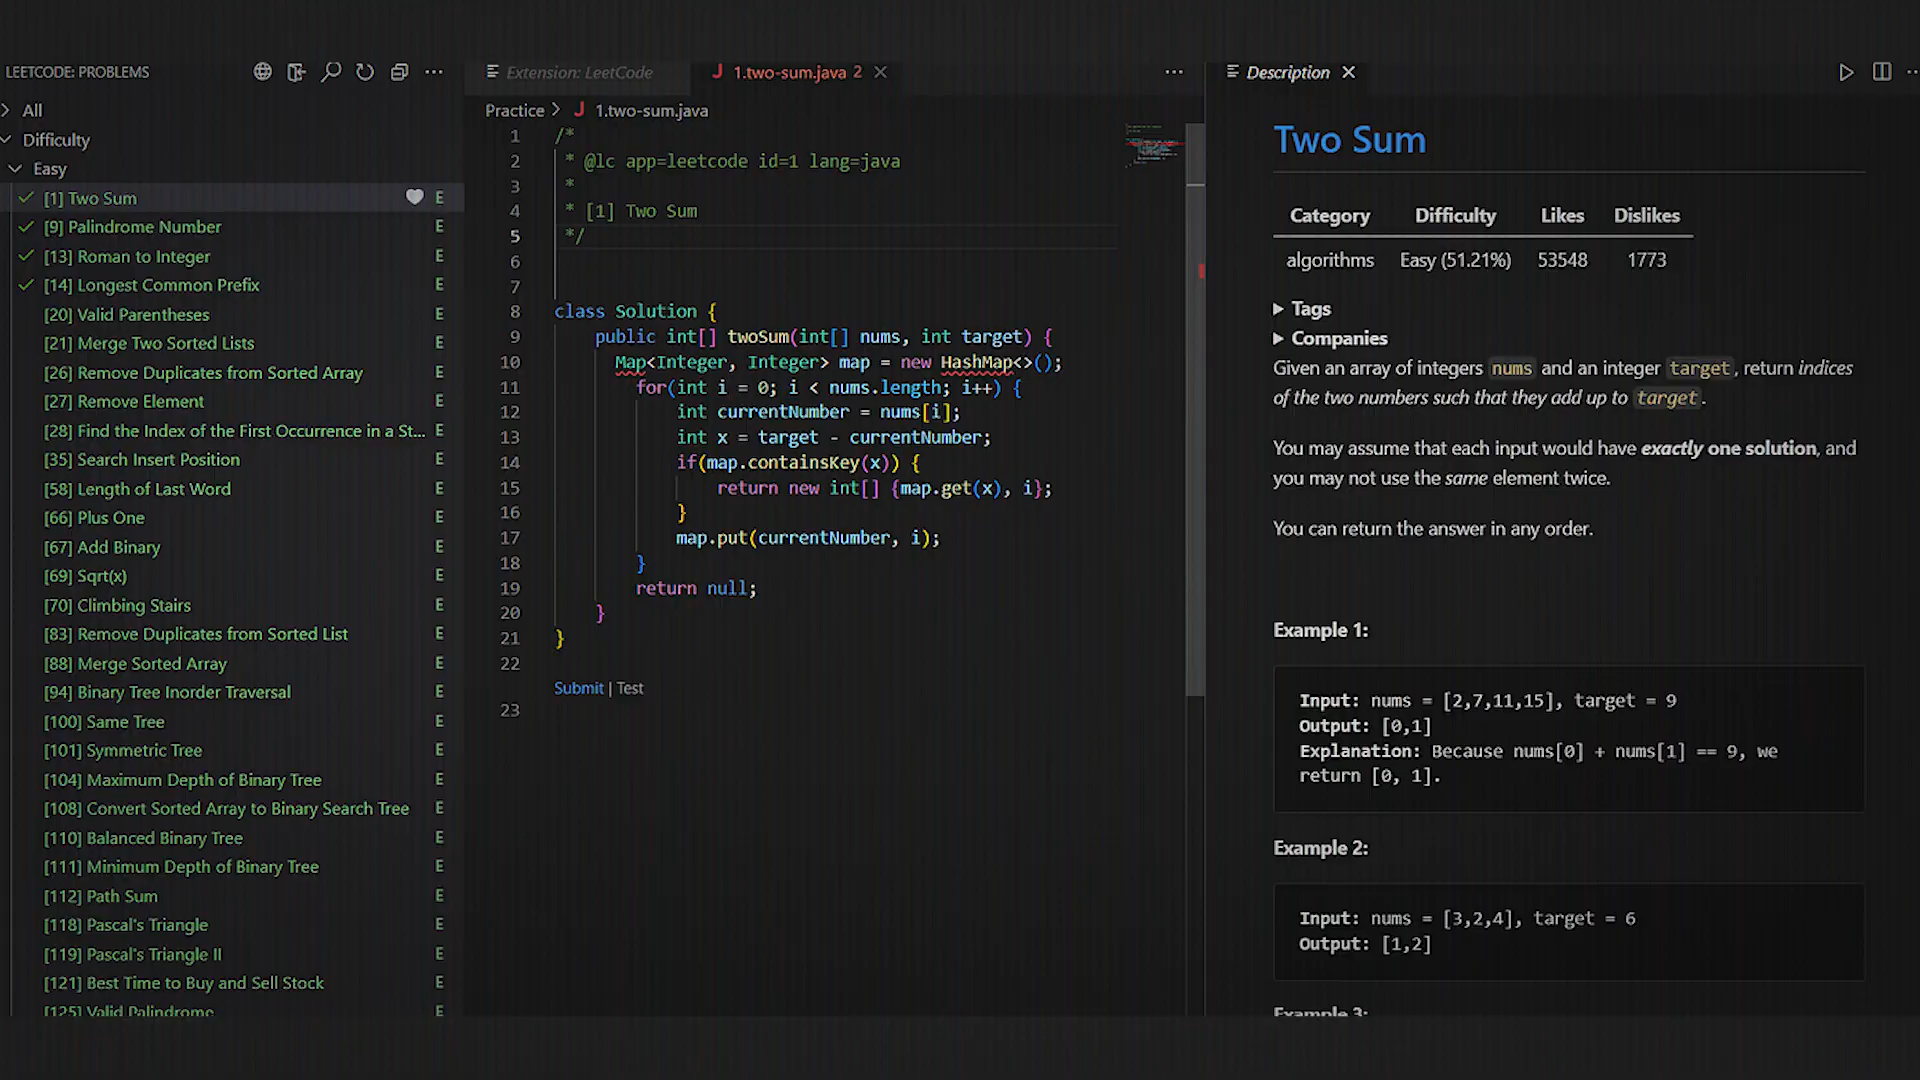 LEETCODE: PROBLEMS
All
Difficulty
Easy
[1] Two Sum E
[9] Palindrome Number E
[13] Roman to Integer E
[14] Longest Common Prefix E
[20] Valid Parentheses E
[21] Merge Two Sorted Lists E
[26] Remove Duplicates from Sorted Array E
[27] Remove Element E
[28] Find the Index of the First Occurrence in a St... E
[35] Search Insert Position E
[58] Length of Last Word E
[66] Plus One E
[67] Add Binary E
[69] Sqrt(x) E
[70] Climbing Stairs E
[83] Remove Duplicates from Sorted List E
[88] Merge Sorted Array E
[94] Binary Tree Inorder Traversal E
[100] Same Tree E
[101] Symmetric Tree E
[104] Maximum Depth of Binary Tree E
[108] Convert Sorted Array to Binary Search Tree E
[110] Balanced Binary Tree E
[111] Minimum Depth of Binary Tree E
[112] Path Sum E
[118] Pascal's Triangle E
[119] Pascal's Triangle II E
[121] Best Time to Buy and Sell Stock E
[125] Valid Palindrome E
Extension: LeetCode
J 1.two-sum.java 2
Practice > J 1.two-sum.java
1 /*
2 * @lc app=leetcode id=1 lang=java
3 *
4 * [1] Two Sum
5 */
6
7
8 class Solution {
9 public int[] twoSum(int[] nums, int target) {
10 Map<Integer, Integer> map = new HashMap<>();
11 for(int i = 0; i < nums.length; i++) {
12 int currentNumber = nums[i];
13 int x = target - currentNumber;
14 if(map.containsKey(x)) {
15 return new int[] {map.get(x), i};
16 }
17 map.put(currentNumber, i);
18 }
19 return null;
20 }
21 }
22
Submit | Test
23
Description
Two Sum
Category Difficulty Likes Dislikes
algorithms Easy (51.21%) 53548 1773
Tags
Companies
Given an array of integers nums and an integer target, return indices
of the two numbers such that they add up to target.
You may assume that each input would have exactly one solution, and
you may not use the same element twice.
You can return the answer in any order.
Example 1:
Input: nums = [2,7,11,15], target = 9
Output: [0,1]
Explanation: Because nums[0] + nums[1] == 9, we
return [0, 1].
Example 2:
Input: nums = [3,2,4], target = 6
Output: [1,2]
Example 3: